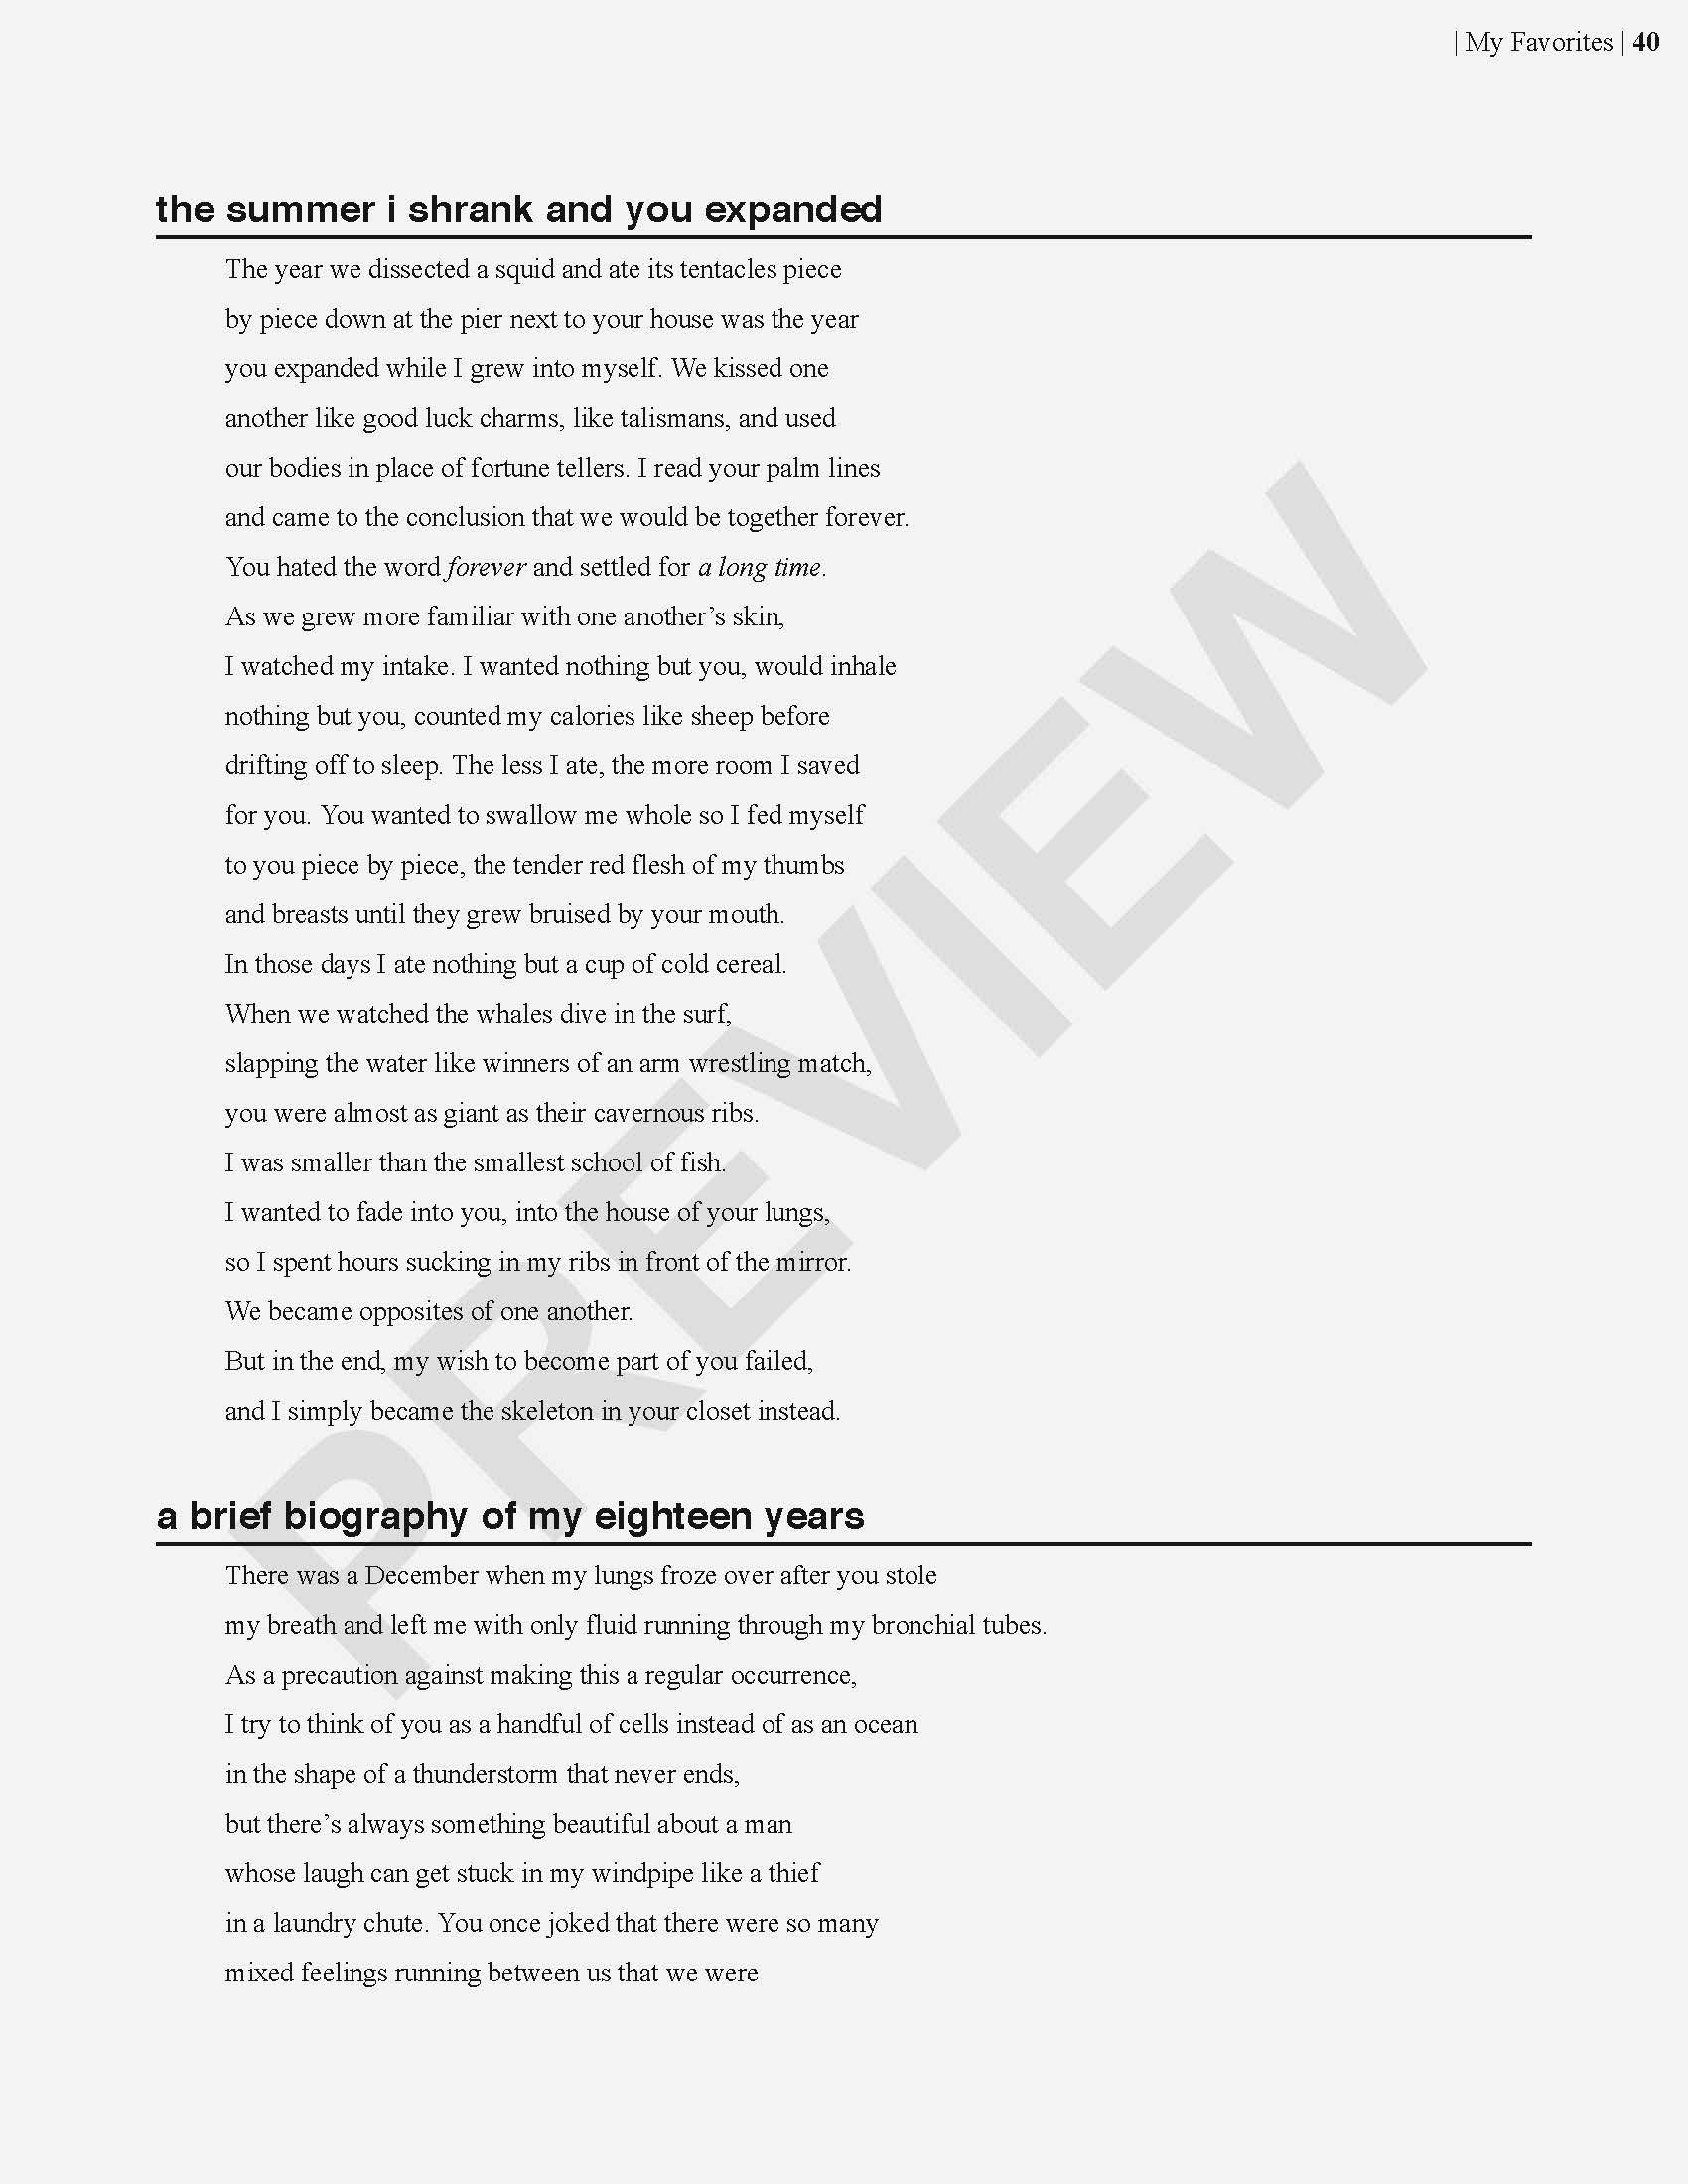 | My Favorites | 40
the summer i shrank and you expanded
The year we dissected a squid and ate its tentacles piece
by piece down at the pier next to your house was the year
you expanded while I grew into myself. We kissed one
another like good luck charms, like talismans, and used
our bodies in place of fortune tellers. I read your palm lines
and came to the conclusion that we would be together forever.
You hated the word forever and settled for a long time.
As we grew more familiar with one another’s skin,
I watched my intake. I wanted nothing but you, would inhale
nothing but you, counted my calories like sheep before
drifting off to sleep. The less I ate, the more room I saved
for you. You wanted to swallow me whole so I fed myself
to you piece by piece, the tender red flesh of my thumbs
and breasts until they grew bruised by your mouth.
In those days I ate nothing but a cup of cold cereal.
When we watched the whales dive in the surf,
slapping the water like winners of an arm wrestling match,
you were almost as giant as their cavernous ribs.
I was smaller than the smallest school of fish.
I wanted to fade into you, into the house of your lungs,
so I spent hours sucking in my ribs in front of the mirror.
We became opposites of one another.
But in the end, my wish to become part of you failed,
and I simply became the skeleton in your closet instead.
a brief biography of my eighteen years
There was a December when my lungs froze over after you stole
my breath and left me with only fluid running through my bronchial tubes.
As a precaution against making this a regular occurrence,
I try to think of you as a handful of cells instead of as an ocean
in the shape of a thunderstorm that never ends,
but there’s always something beautiful about a man
whose laugh can get stuck in my windpipe like a thief
in a laundry chute. You once joked that there were so many
mixed feelings running between us that we were
PREVIEW